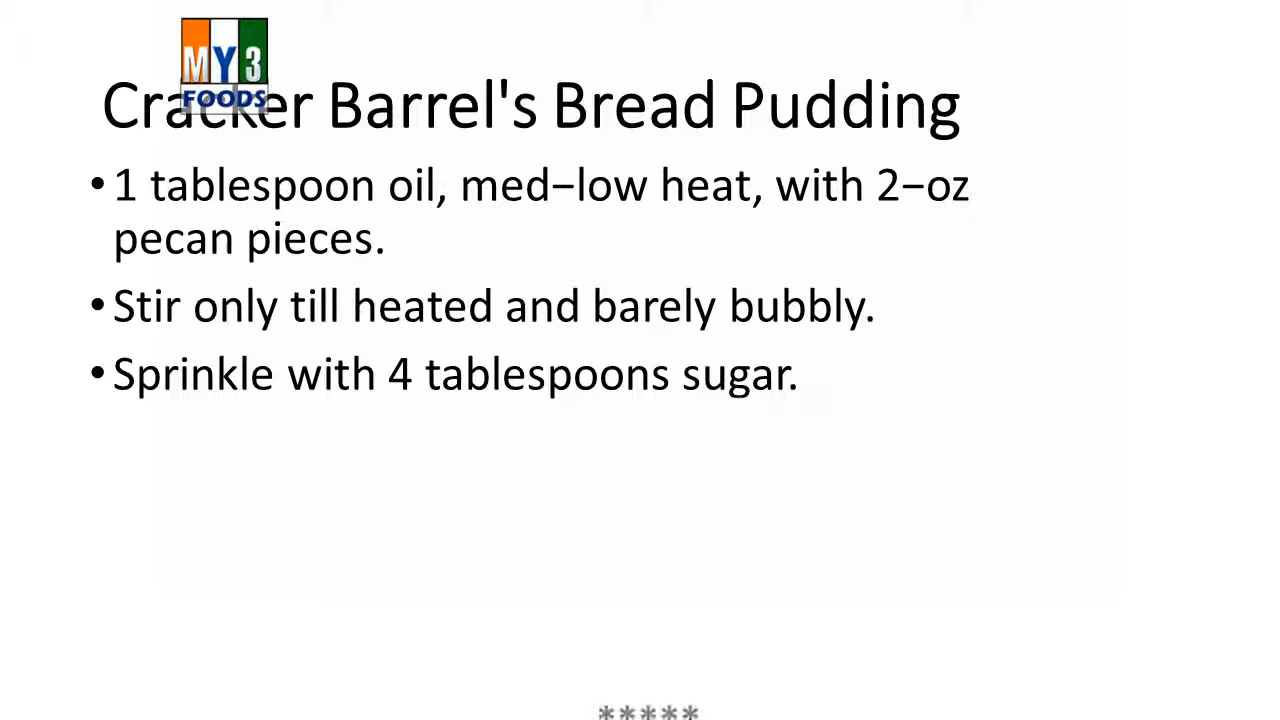 MY3
FOODS
Cracker Barrel's Bread Pudding
•1 tablespoon oil, med–low heat, with 2–oz
pecan pieces.
•Stir only till heated and barely bubbly.
•Sprinkle with 4 tablespoons sugar.
*****